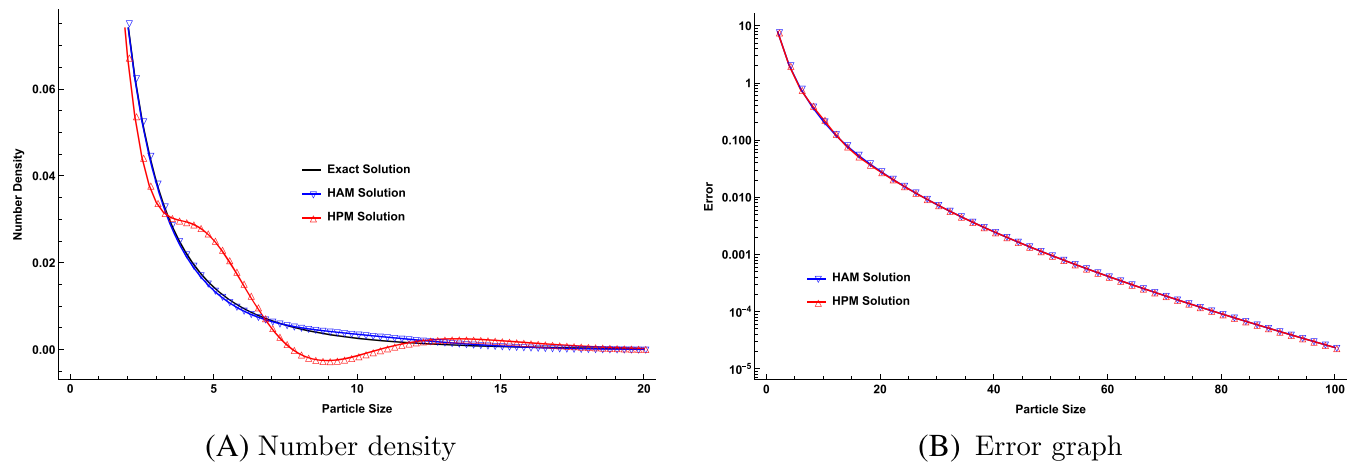 Number Density
0.06
0.04
0.02
0.00
0
5
10
15
20
Particle Size
Exact Solution
HAM Solution
HPM Solution
(A) Number density
Error
10
1
0.100
0.010
0.001
10⁻⁴
10⁻⁵
0
20
40
60
80
100
Particle Size
HAM Solution
HPM Solution
(B) Error graph